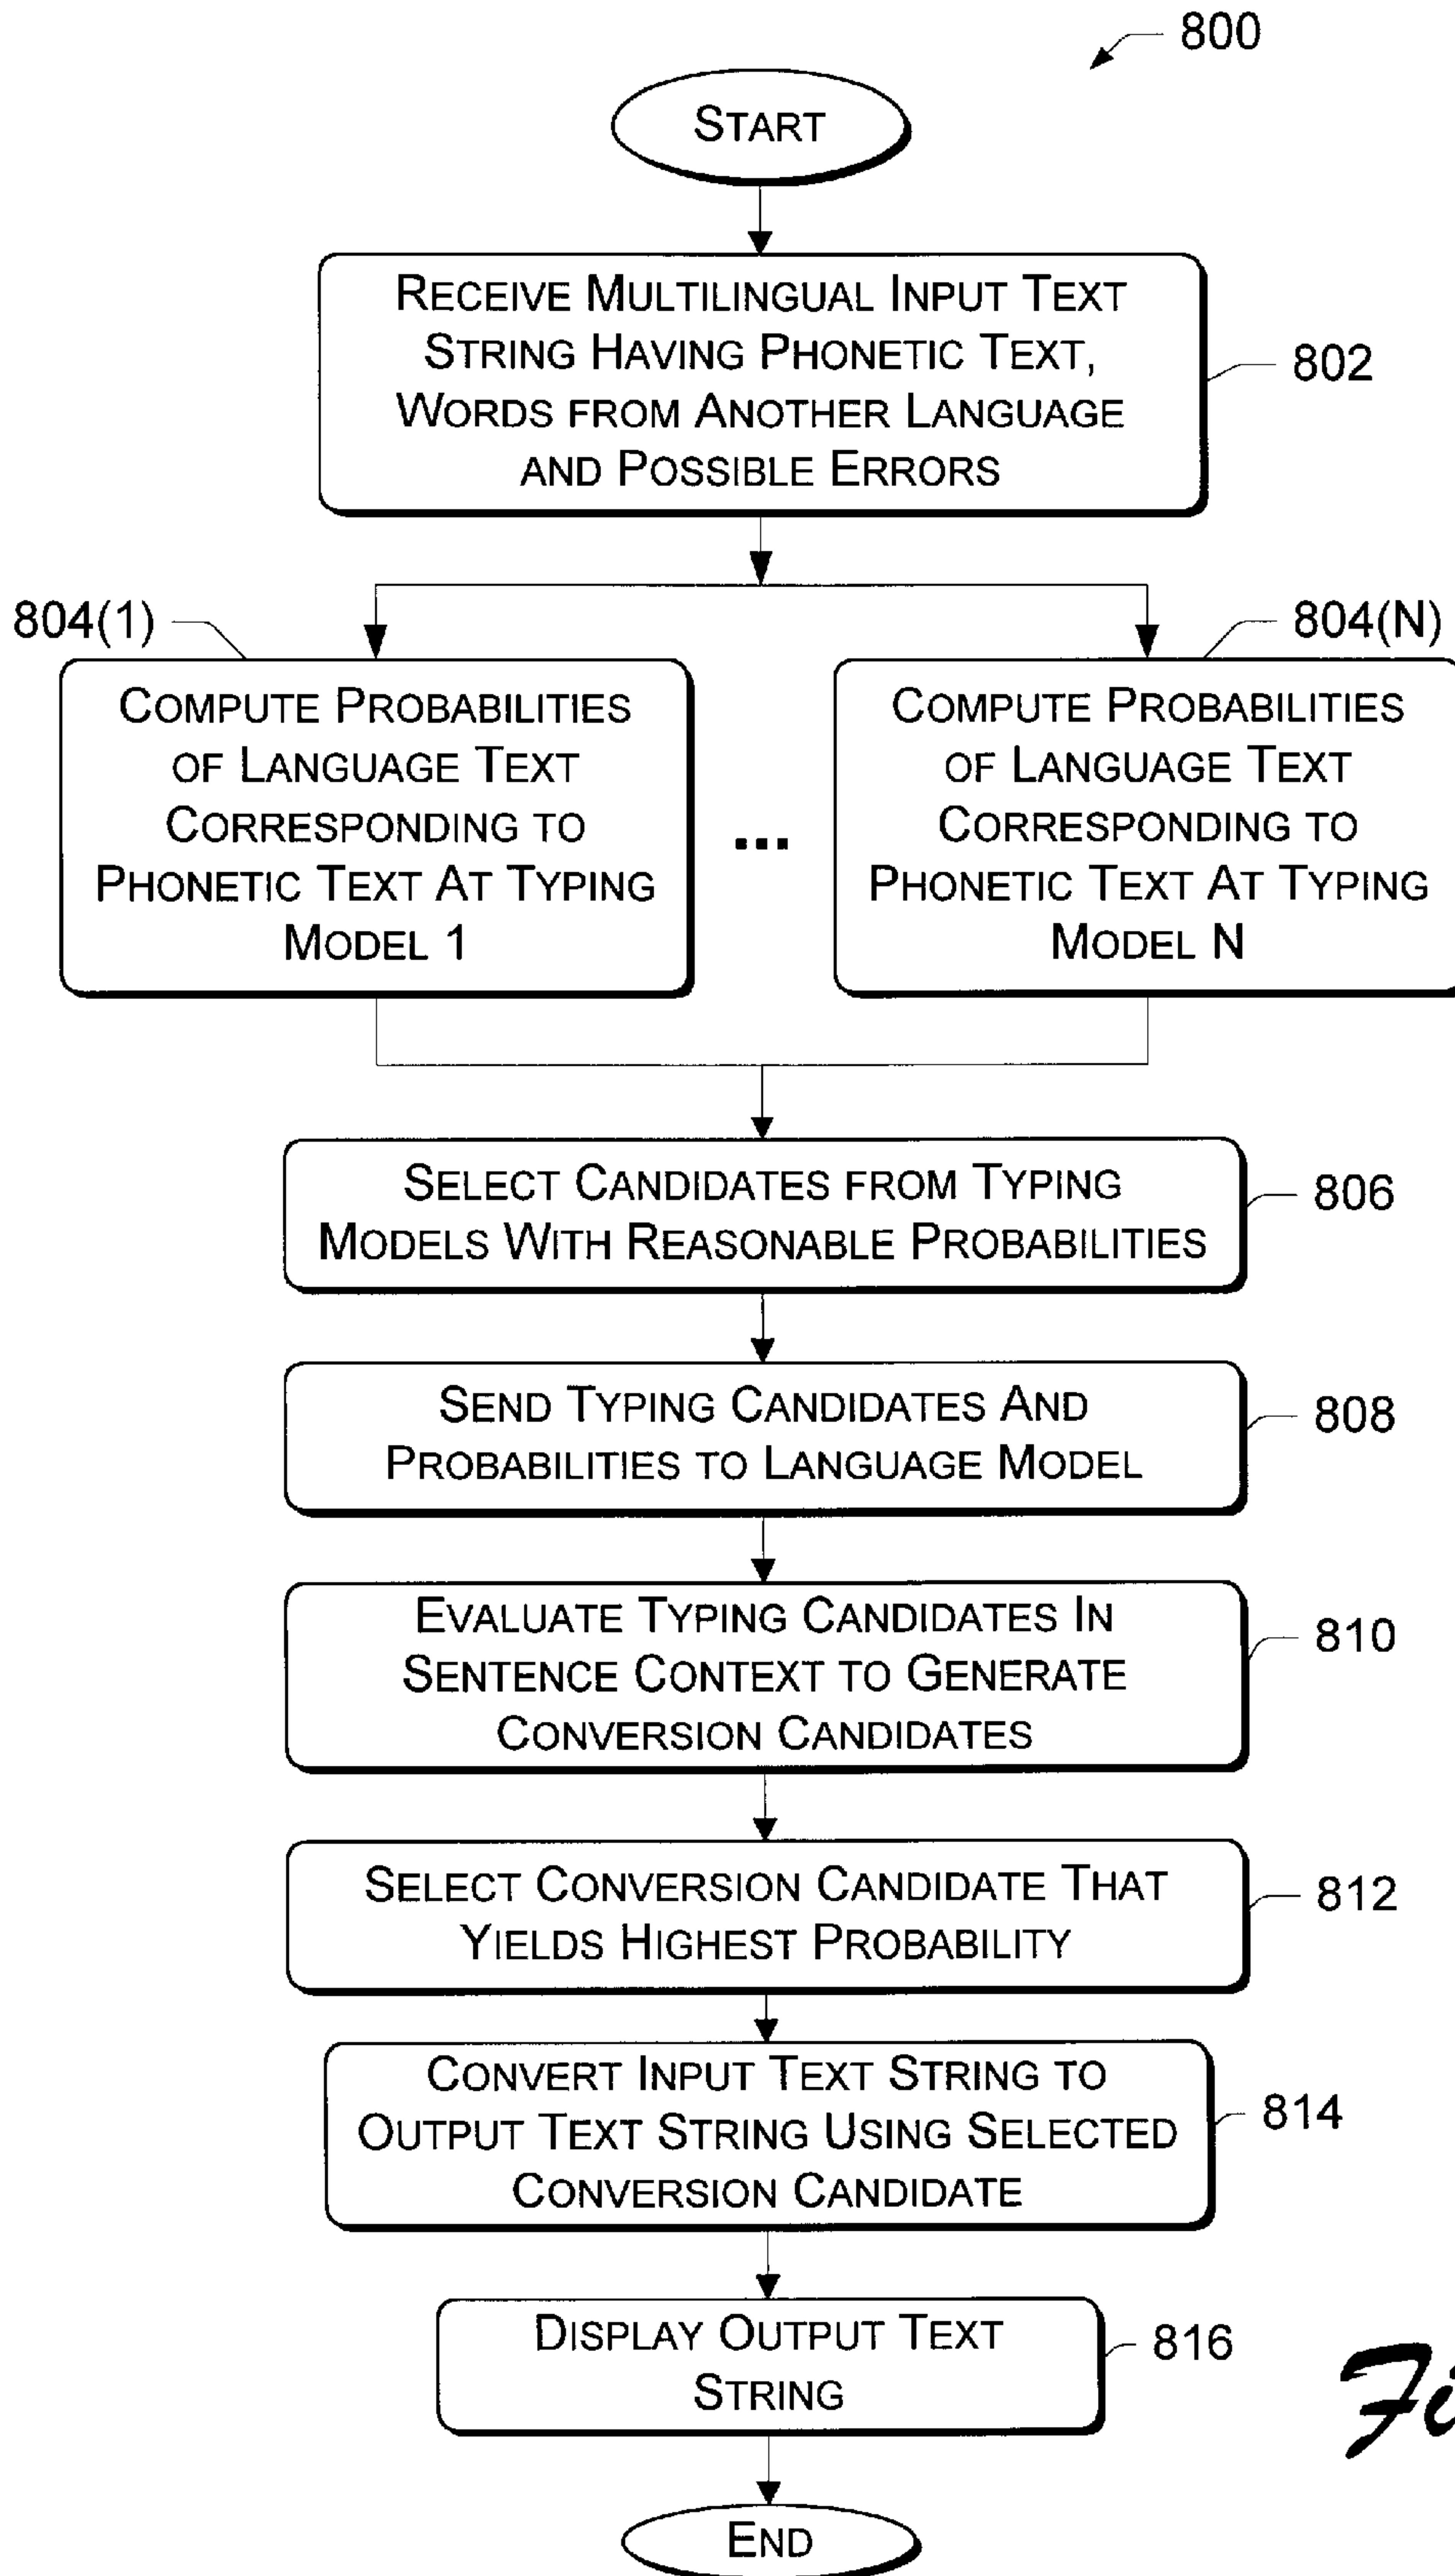 800
START
RECEIVE MULTILINGUAL INPUT TEXT
STRING HAVING PHONETIC TEXT,
WORDS FROM ANOTHER LANGUAGE
AND POSSIBLE ERRORS
802
804(1)
COMPUTE PROBABILITIES
OF LANGUAGE TEXT
CORRESPONDING TO
PHONETIC TEXT AT TYPING
MODEL 1
...
804(N)
COMPUTE PROBABILITIES
OF LANGUAGE TEXT
CORRESPONDING TO
PHONETIC TEXT AT TYPING
MODEL N
SELECT CANDIDATES FROM TYPING
MODELS WITH REASONABLE PROBABILITIES
806
SEND TYPING CANDIDATES AND
PROBABILITIES TO LANGUAGE MODEL
808
EVALUATE TYPING CANDIDATES IN
SENTENCE CONTEXT TO GENERATE
CONVERSION CANDIDATES
810
SELECT CONVERSION CANDIDATE THAT
YIELDS HIGHEST PROBABILITY
812
CONVERT INPUT TEXT STRING TO
OUTPUT TEXT STRING USING SELECTED
CONVERSION CANDIDATE
814
DISPLAY OUTPUT TEXT
STRING
816
END